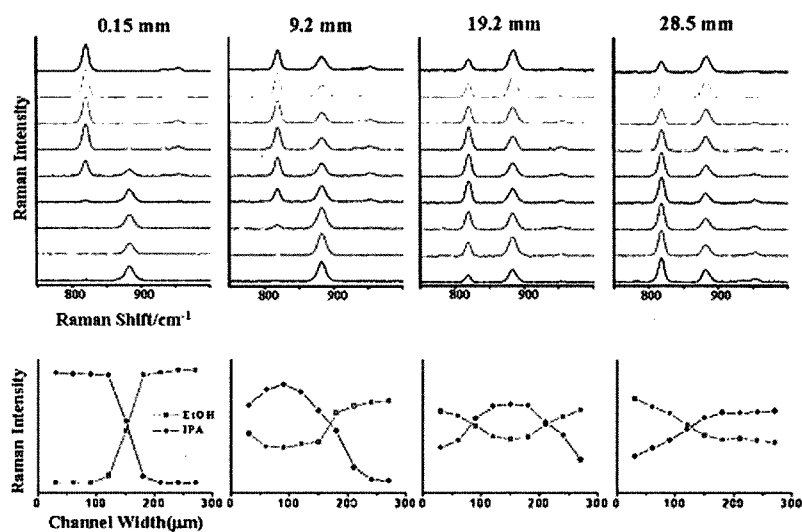 0.15 mm 9.2 mm 19.2 mm 28.5 mm
Raman Intensity
800 900 800 900 800 900 800 900
Raman Shift/cm-1
Raman Intensity
EtOH
IPA
0 100 200 300 0 100 200 300 0 100 200 300 0 100 200 300
Channel Width(μm)